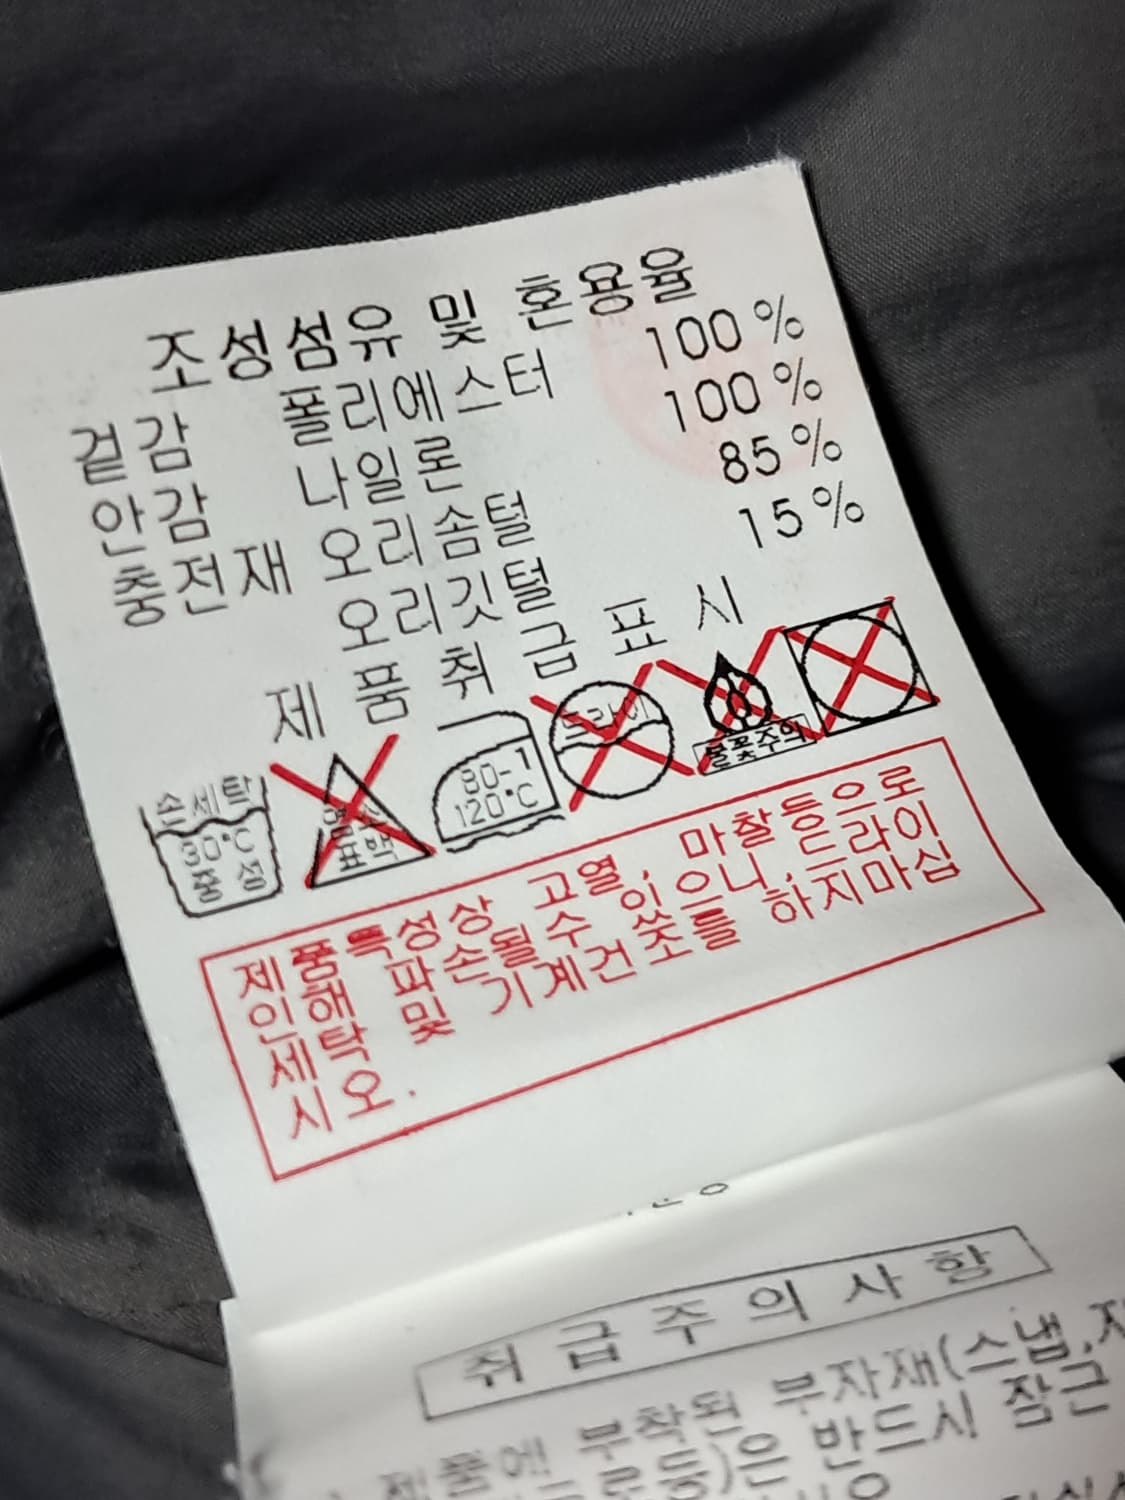 조성섬유 및 혼용율
겉감 폴리에스터 100%
안감 나일론 100%
충전재 오리솜털 85%
오리깃털 15%
제품취급표시
손세탁
30°C
중성
표백
80-1
120°C
드라이
불꽃주의
제품특성상 고열, 마찰등으로
인해 파손될수 있으니, 드라이
세탁 및 기계건조를 하지마십
시오.
취급주의사항
제품에 부착된 부자재(스냅,
등)은 반드시 잠근